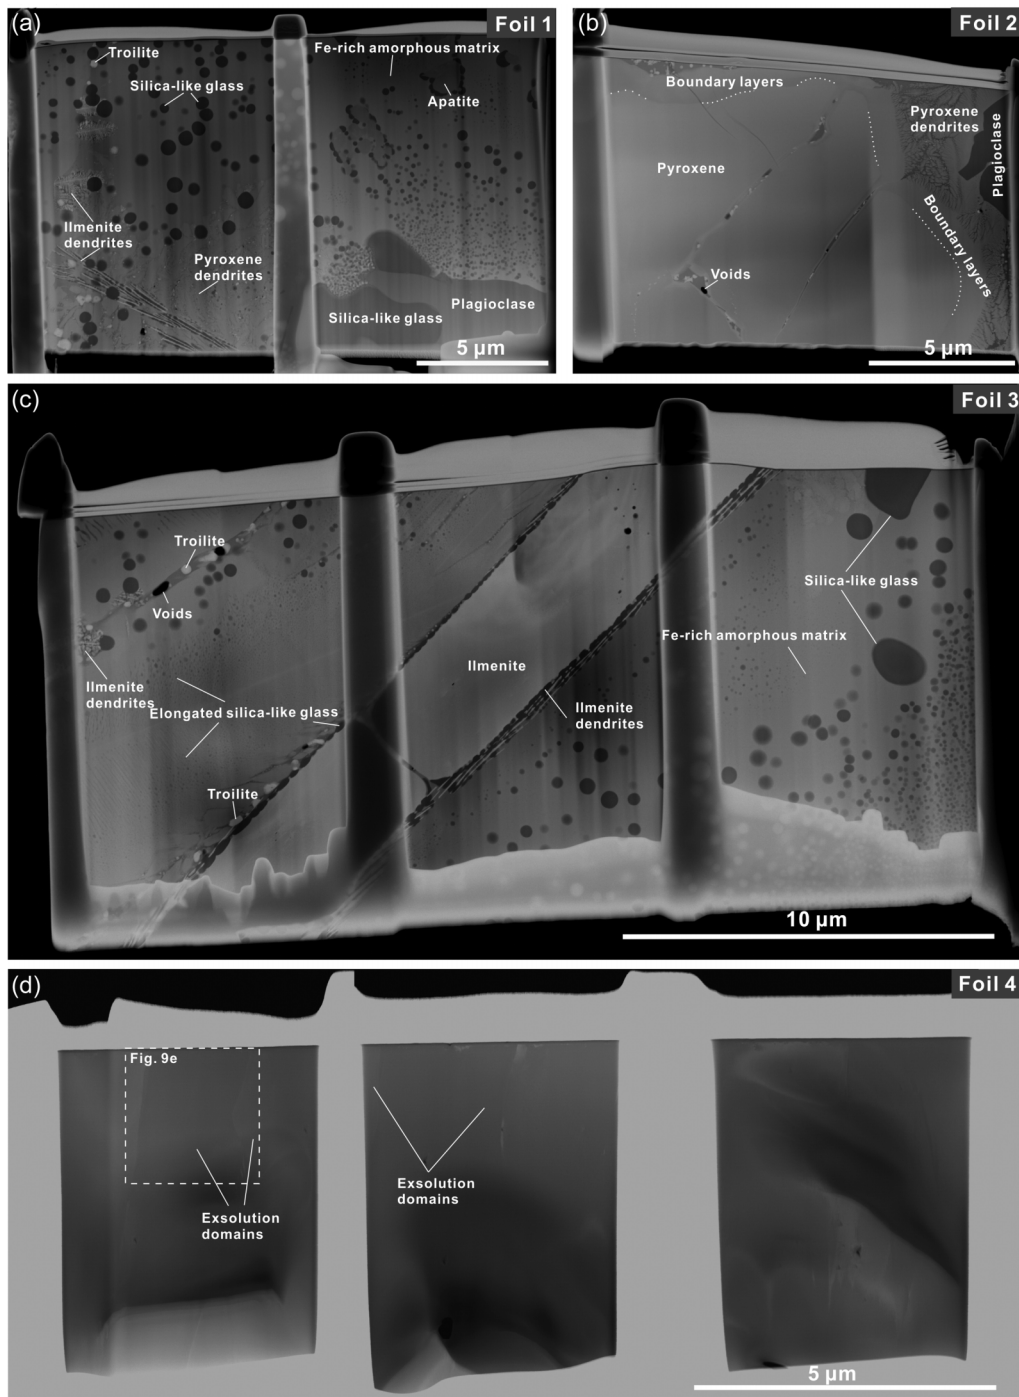 (a)
Foil 1
Troilite
Silica-like glass
Fe-rich amorphous matrix
Apatite
Ilmenite
dendrites
Pyroxene
dendrites
Plagioclase
Silica-like glass
5 µm
(b)
Foil 2
Boundary layers
Pyroxene
dendrites
Plagioclase
Pyroxene
Boundary layers
Voids
5 µm
(c)
Foil 3
Troilite
Voids
Silica-like glass
Fe-rich amorphous matrix
Ilmenite
Ilmenite
dendrites
Elongated silica-like glass
Ilmenite
dendrites
Troilite
10 µm
(d)
Foil 4
Fig. 9e
Exsolution
domains
Exsolution
domains
5 µm